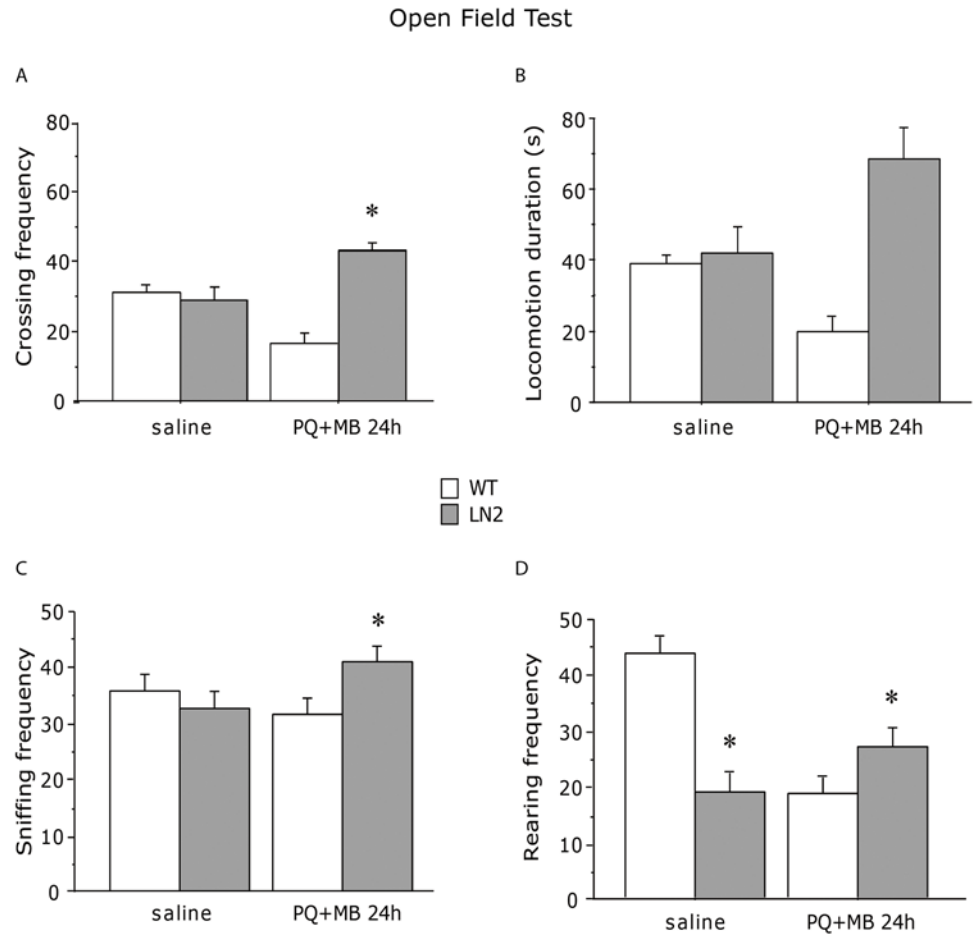 Open Field Test
A
Crossing frequency
80
60
40
20
0
*
saline
PQ+MB 24h
B
Locomotion duration (s)
80
60
40
20
0
saline
PQ+MB 24h
WT
LN2
C
Sniffing frequency
50
40
30
20
10
0
*
saline
PQ+MB 24h
D
Rearing frequency
50
40
30
20
10
0
*
*
saline
PQ+MB 24h